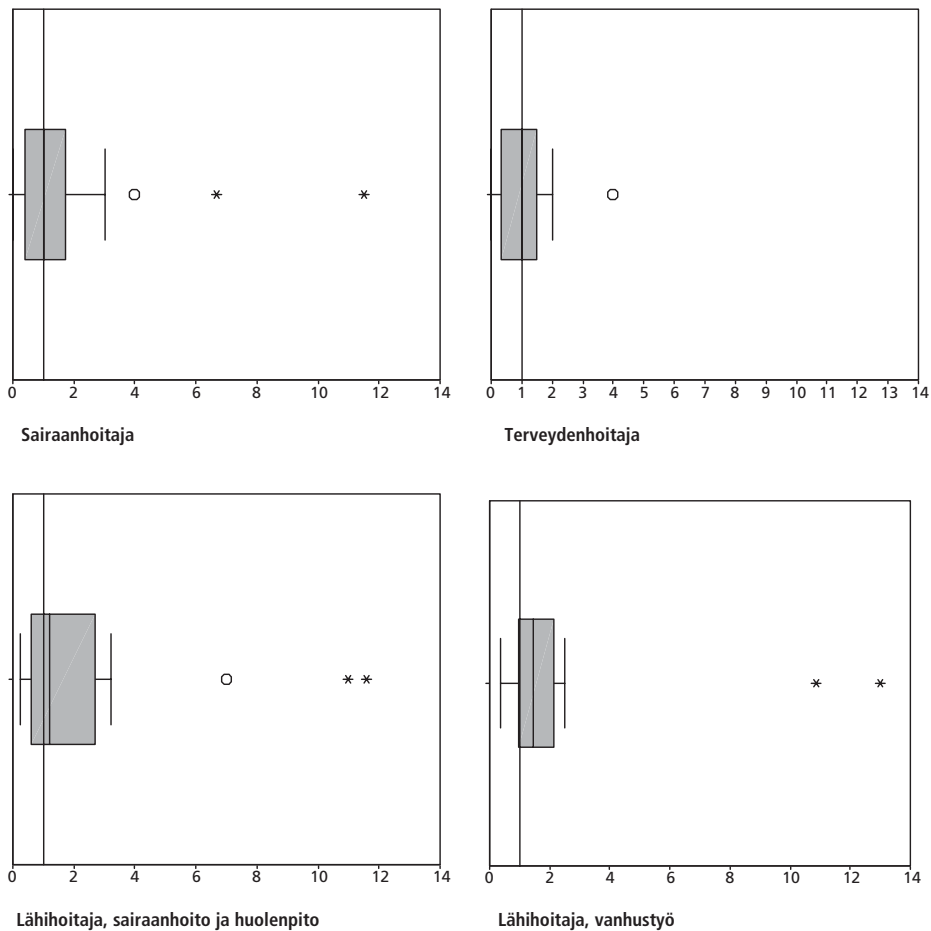 0 2 4 6 8 10 12 14
0 1 2 3 4 5 6 7 8 9 10 11 12 13 14
Sairaanhoitaja
Terveydenhoitaja
0 2 4 6 8 10 12 14
0 2 4 6 8 10 12 14
Lähihoitaja, sairaanhoito ja huolenpito
Lähihoitaja, vanhustyö